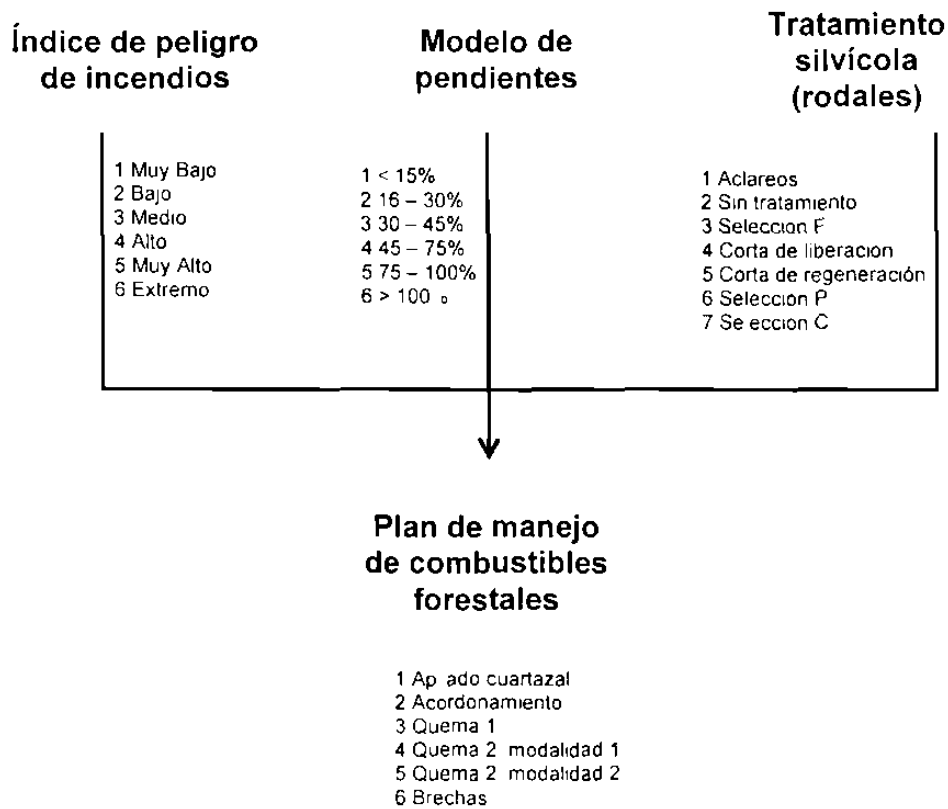 Índice de peligro
de incendios
1 Muy Bajo
2 Bajo
3 Medio
4 Alto
5 Muy Alto
6 Extremo
Modelo de
pendientes
1 < 15%
2 16 – 30%
3 30 – 45%
4 45 – 75%
5 75 – 100%
6 > 100
Tratamiento
silvícola
(rodales)
1 Aclareos
2 Sin tratamiento
3 Seleccion
4 Corta de liberacion
5 Corta de regeneración
6 Seleccion P
7 Se eccion C
Plan de manejo
de combustibles
forestales
1 Ap ado cuartazal
2 Acordonamiento
3 Quema 1
4 Quema 2 modalidad 1
5 Quema 2 modalidad 2
6 Brechas